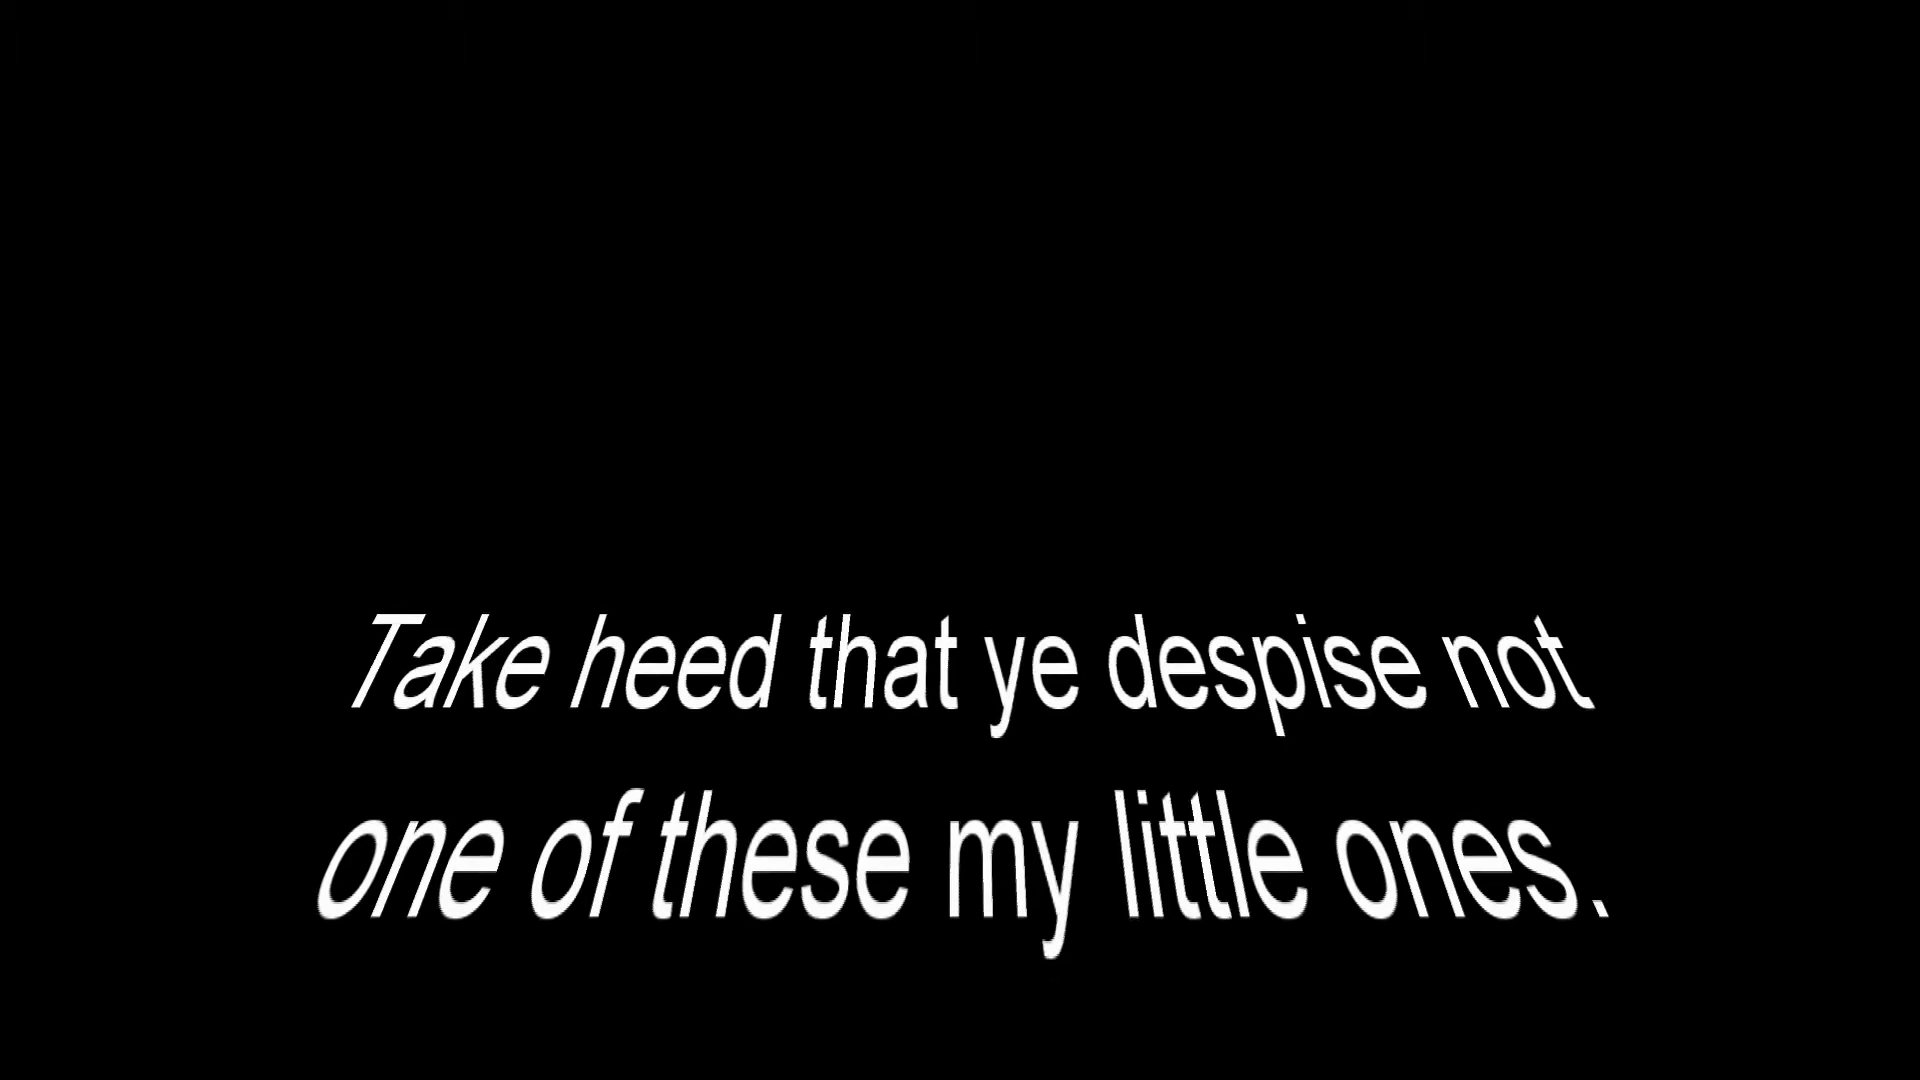 Take heed that ye despise not
one of these my little ones.